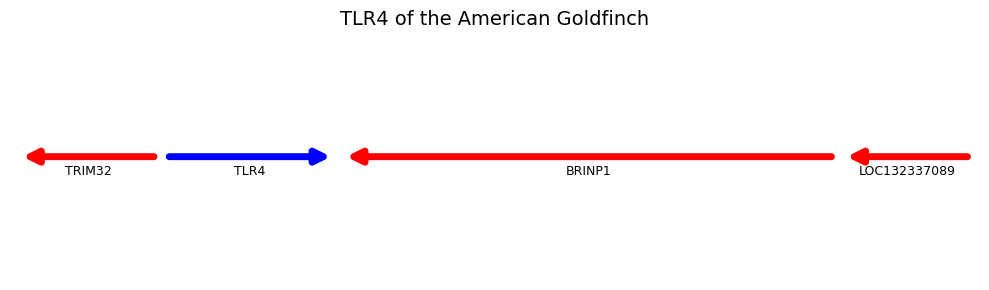 TLR4 of the American Goldfinch
TRIM32
TLR4
BRINP1
LOC132337089